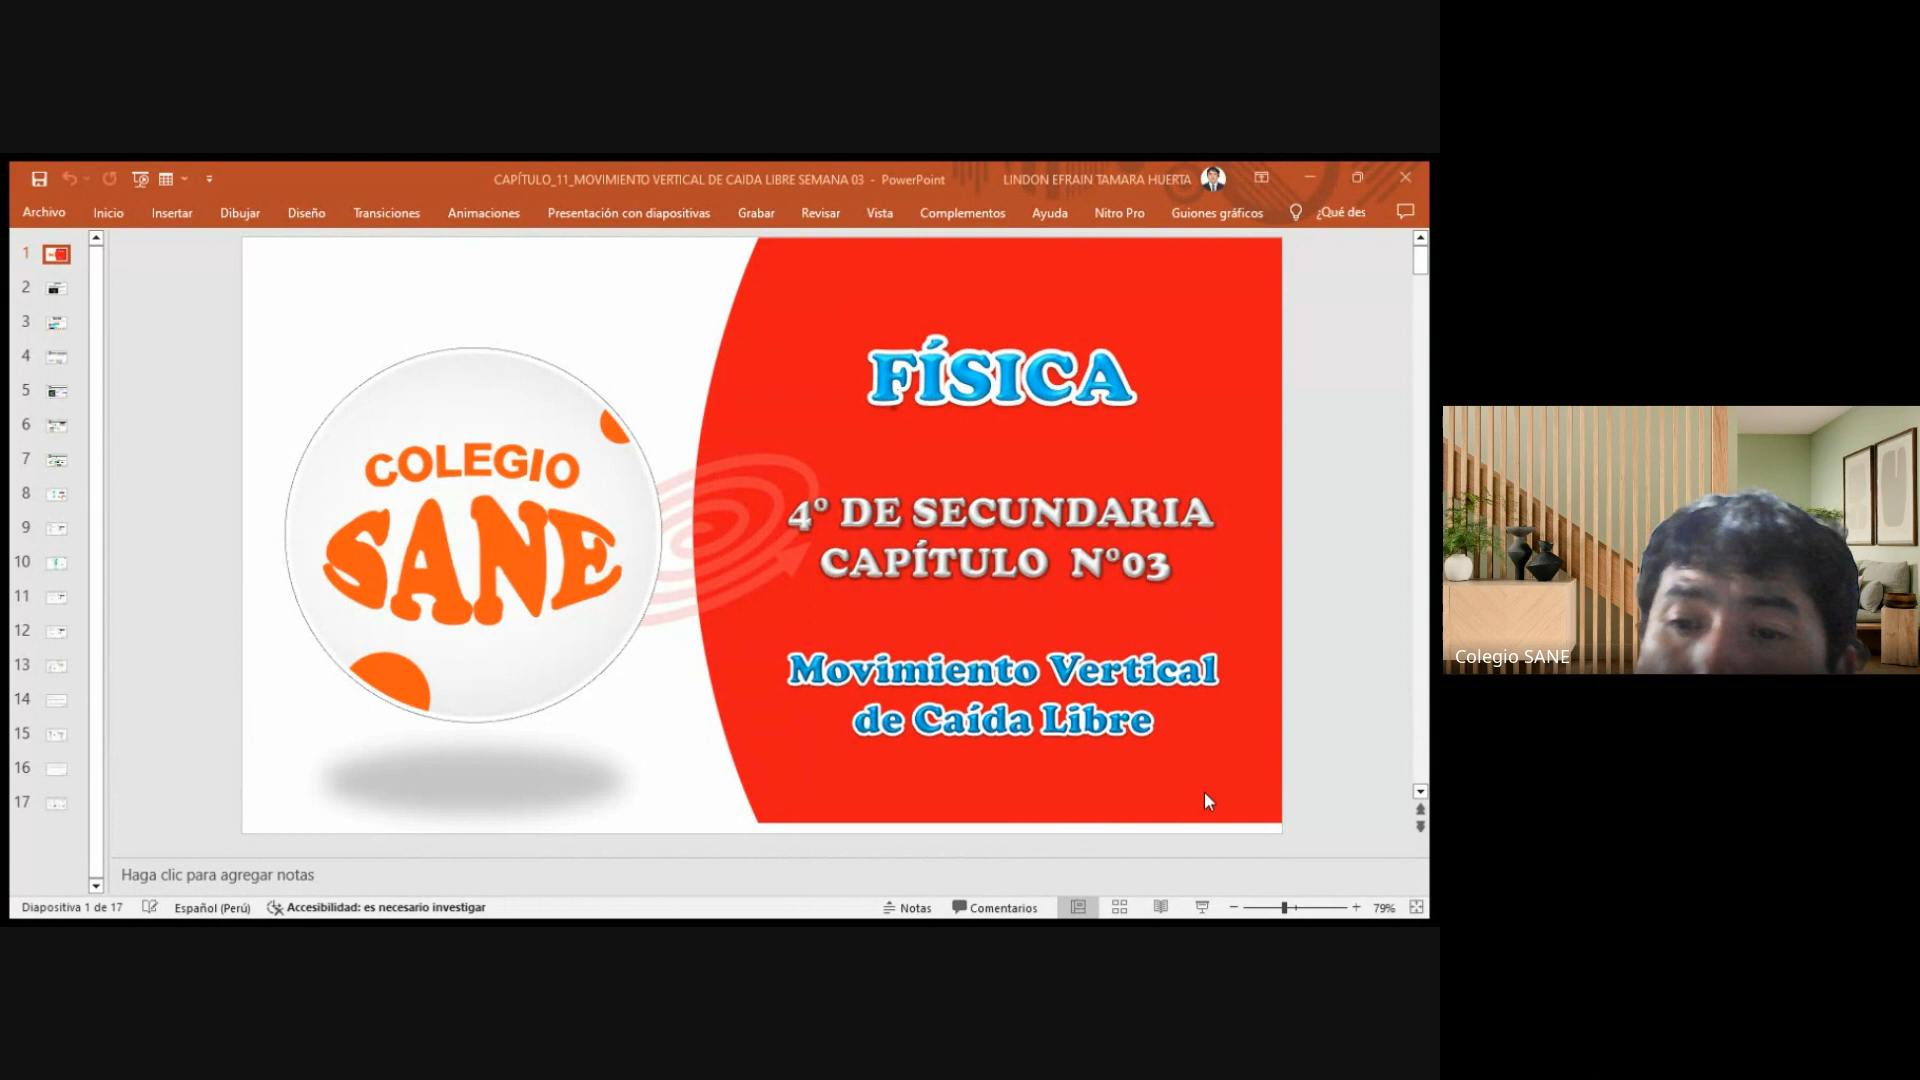 CAPÍTULO_11_MOVIMIENTO VERTICAL DE CAIDA LIBRE SEMANA 03 - PowerPoint
LINDON EFRAIN TAMARA HUERTA
Archivo Inicio Insertar Dibujar Diseño Transiciones Animaciones Presentación con diapositivas Grabar Revisar Vista Complementos Ayuda Nitro Pro Guiones gráficos ¿Qué des
1
2
3
4
5
6
7
8
9
10
11
12
13
14
15
16
17
COLEGIO
SANE
FÍSICA
4° DE SECUNDARIA
CAPÍTULO N°03
Movimiento Vertical
de Caída Libre
Haga clic para agregar notas
Diapositiva 1 de 17 Español (Perú) Accesibilidad: es necesario investigar Notas Comentarios 79%
Colegio SANE